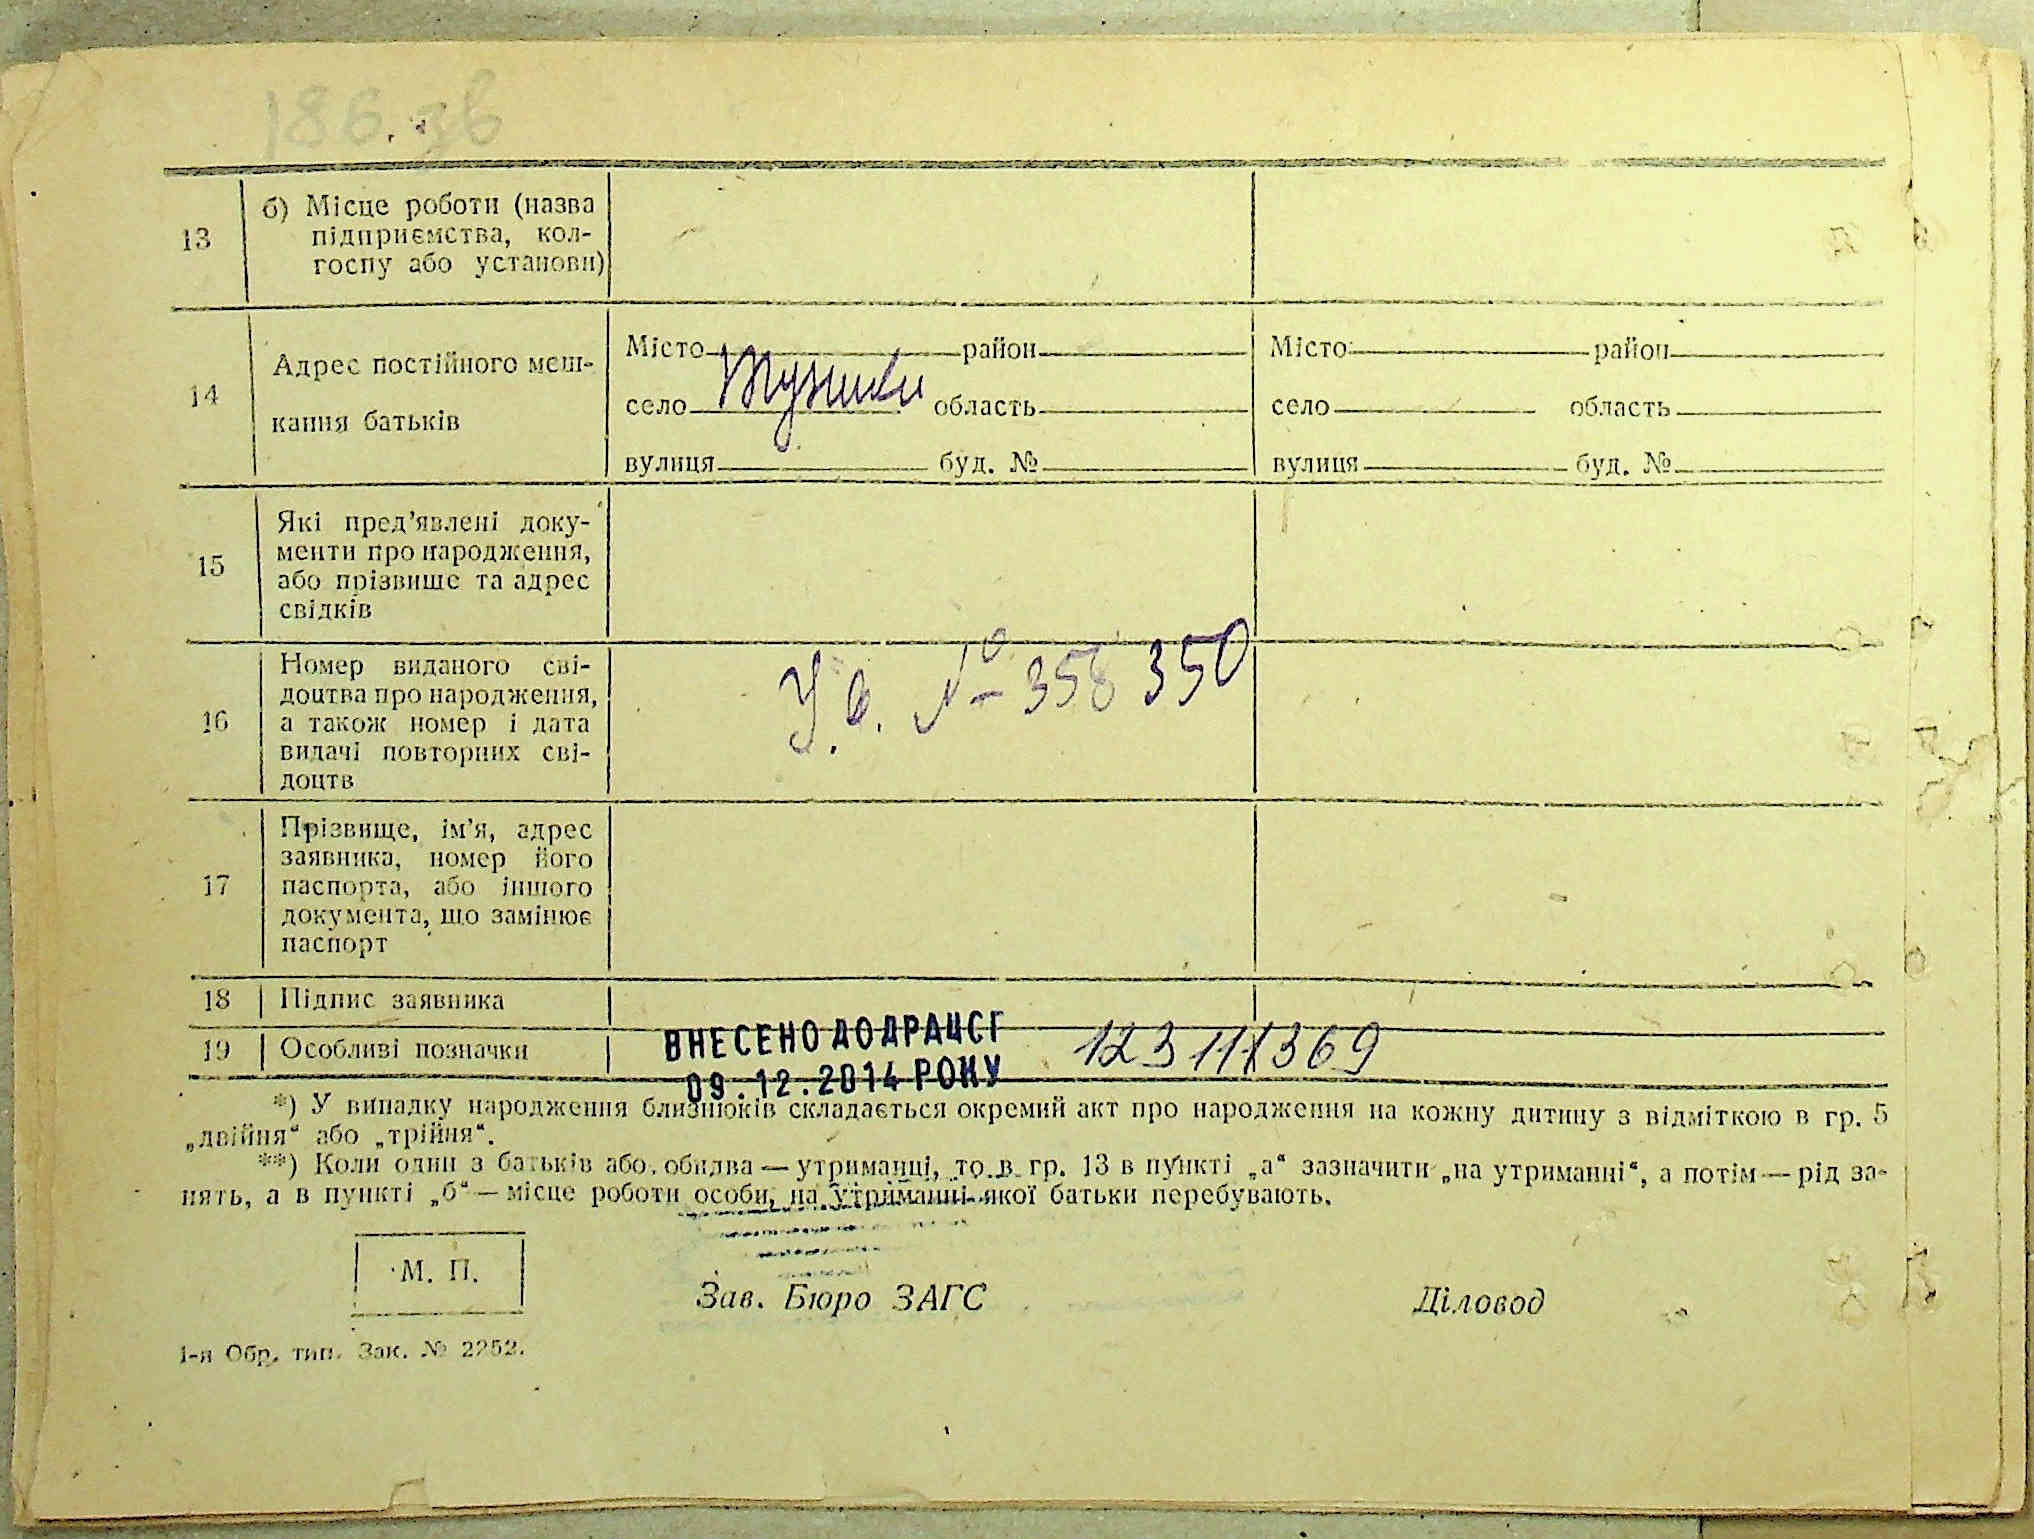 186 зв
13
б) Місце роботи (назва
підприємства, кол-
госпу або установи)
14
Адрес постійного меш-
кання батьків
Місто район
село область
вулиця буд. №
Місто район
село область
вулиця буд. №
15
Які пред'явлені доку-
менти про народження,
або прізвище та адрес
свідків
16
Номер виданого сві-
доцтва про народження,
а також номер і дата
видачі повторних сві-
доцтв
№ 358 350
17
Прізвище, ім'я, адрес
заявника, номер його
паспорта, або іншого
документа, що замінює
паспорт
18
Підпис заявника
19
Особливі позначки
ВНЕСЕНО ДО ДРАЦСГ
09.12.2014 РОКУ
*) У випадку народження близнюків складається окремий акт про народження на кожну дитину з відміткою в гр. 5
„двійня“ або „трійня“.
**) Коли один з батьків або обидва — утриманці, то в гр. 13 в пункті „а“ зазначити „на утриманні“, а потім — рід за-
нять, а в пункті „б“ — місце роботи особи, на утриманні якої батьки перебувають.
М. П.
Зав. Бюро ЗАГС
Діловод
1-я Обр. тип. Зак. № 2252.